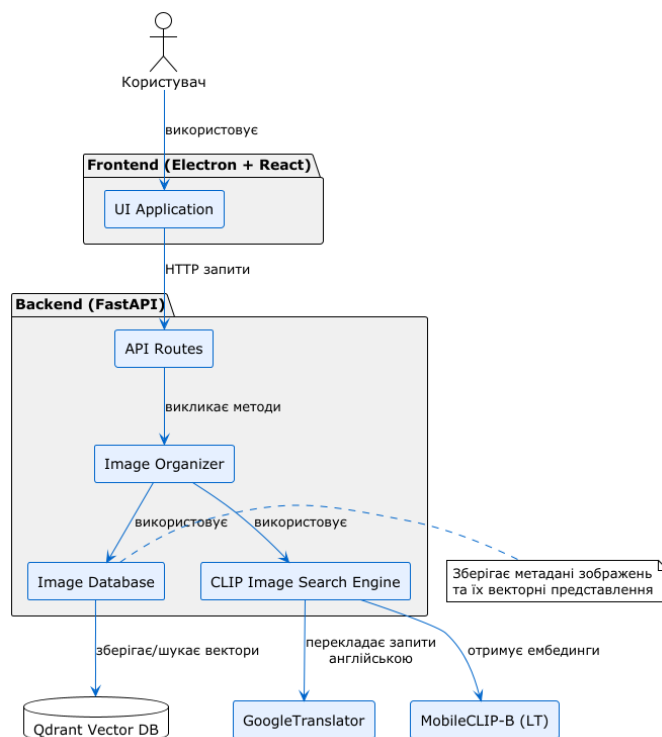 Користувач
використовує
Frontend (Electron + React)
UI Application
HTTP запити
Backend (FastAPI)
API Routes
викликає методи
Image Organizer
використовує
використовує
Image Database
CLIP Image Search Engine
Зберігає метадані зображень
та їх векторні представлення
зберігає/шукає вектори
перекладає запити
англійською
отримує ембединги
Qdrant Vector DB
GoogleTranslator
MobileCLIP-B (LT)